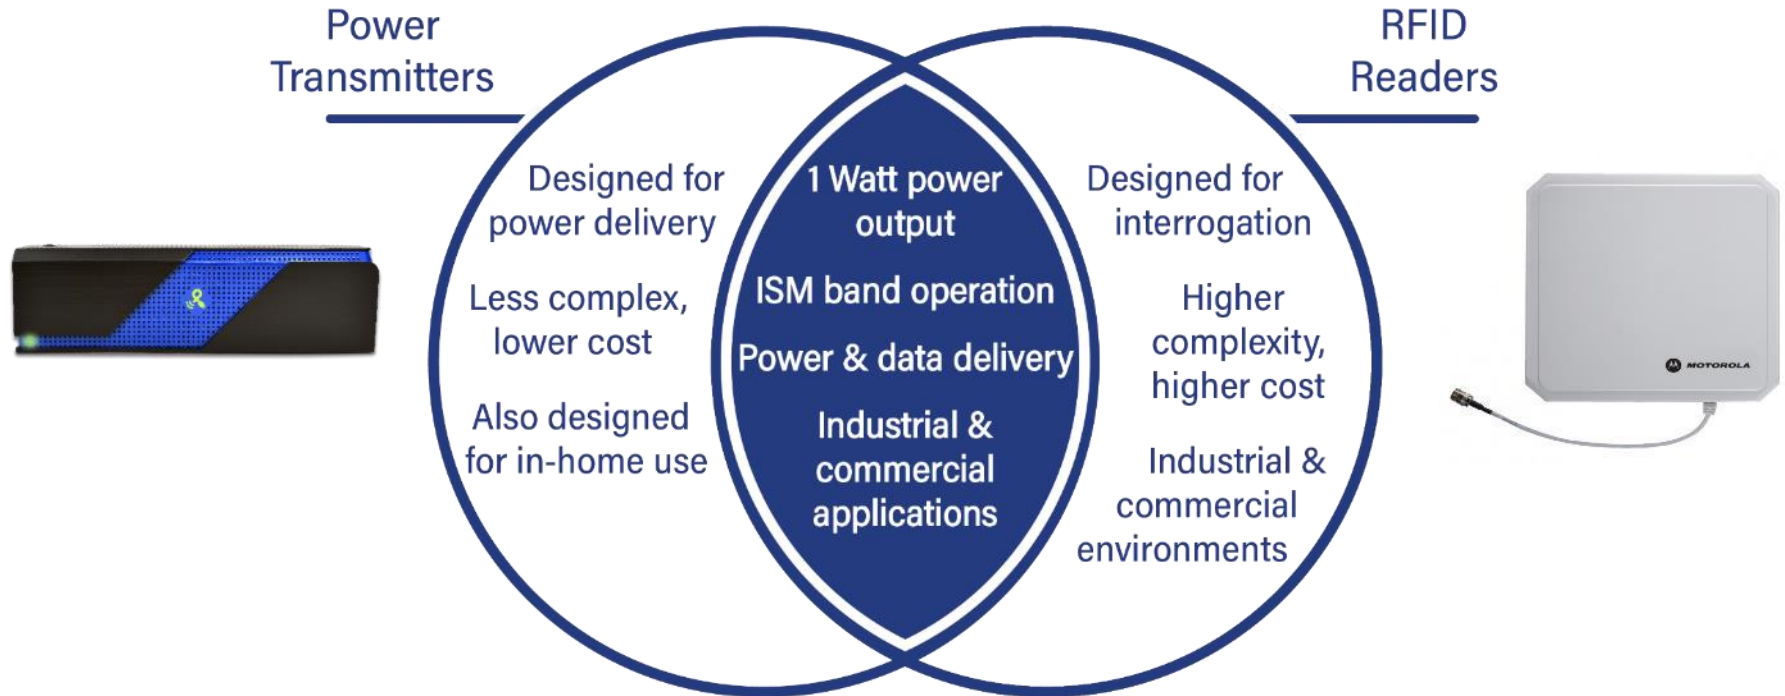 Power
Transmitters
RFID
Readers
Designed for
power delivery
Less complex,
lower cost
Also designed
for in-home use
1 Watt power
output
ISM band operation
Power & data delivery
Industrial &
commercial
applications
Designed for
interrogation
Higher
complexity,
higher cost
Industrial &
commercial
environments
MOTOROLA